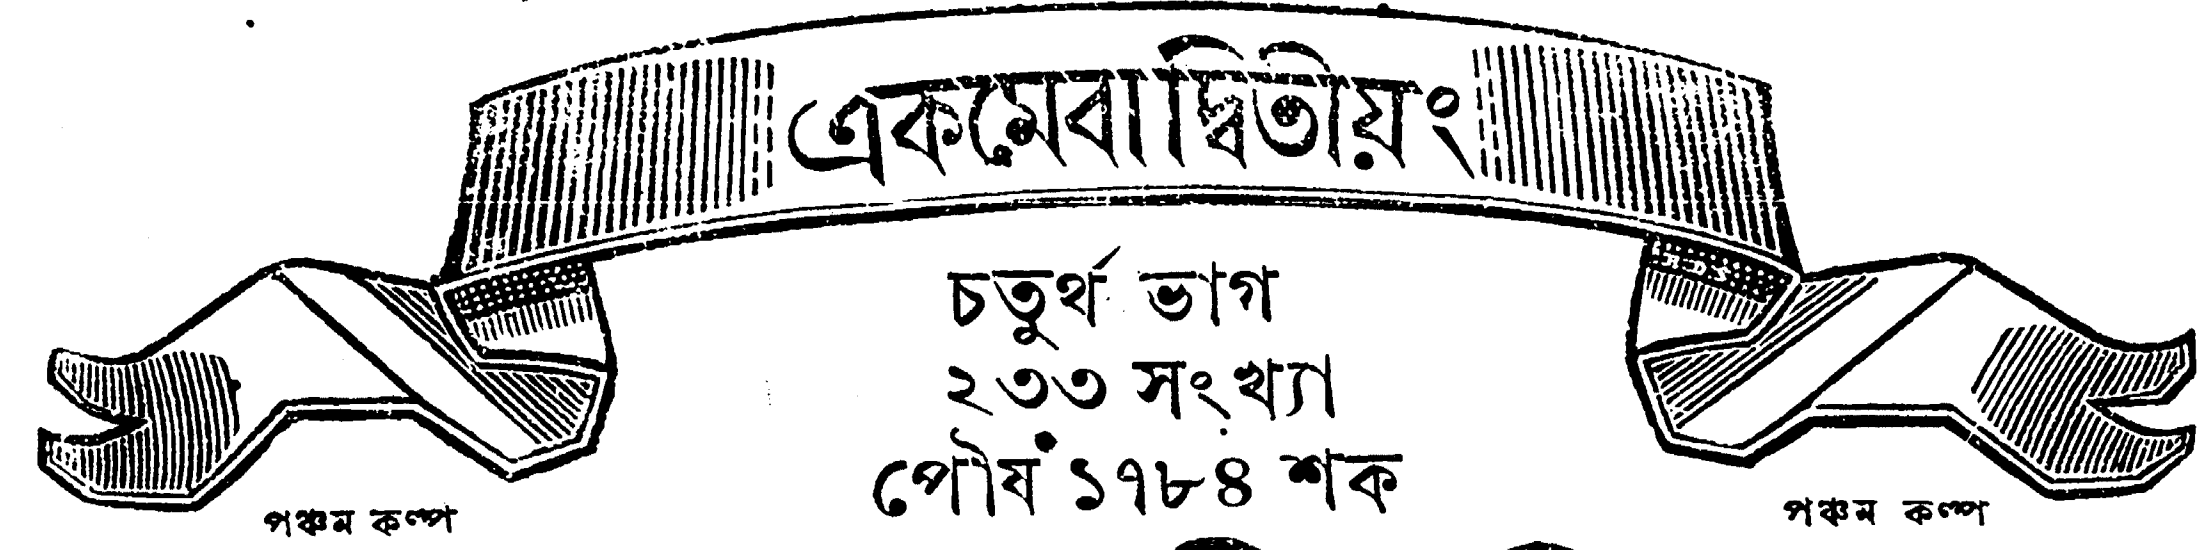 একমেবাদ্বিতীয়ং
চতুর্থ ভাগ
২৩৩ সংখ্যা
পৌষ ১৭৮৪ শক
পঞ্চম কল্প
পঞ্চম কল্প